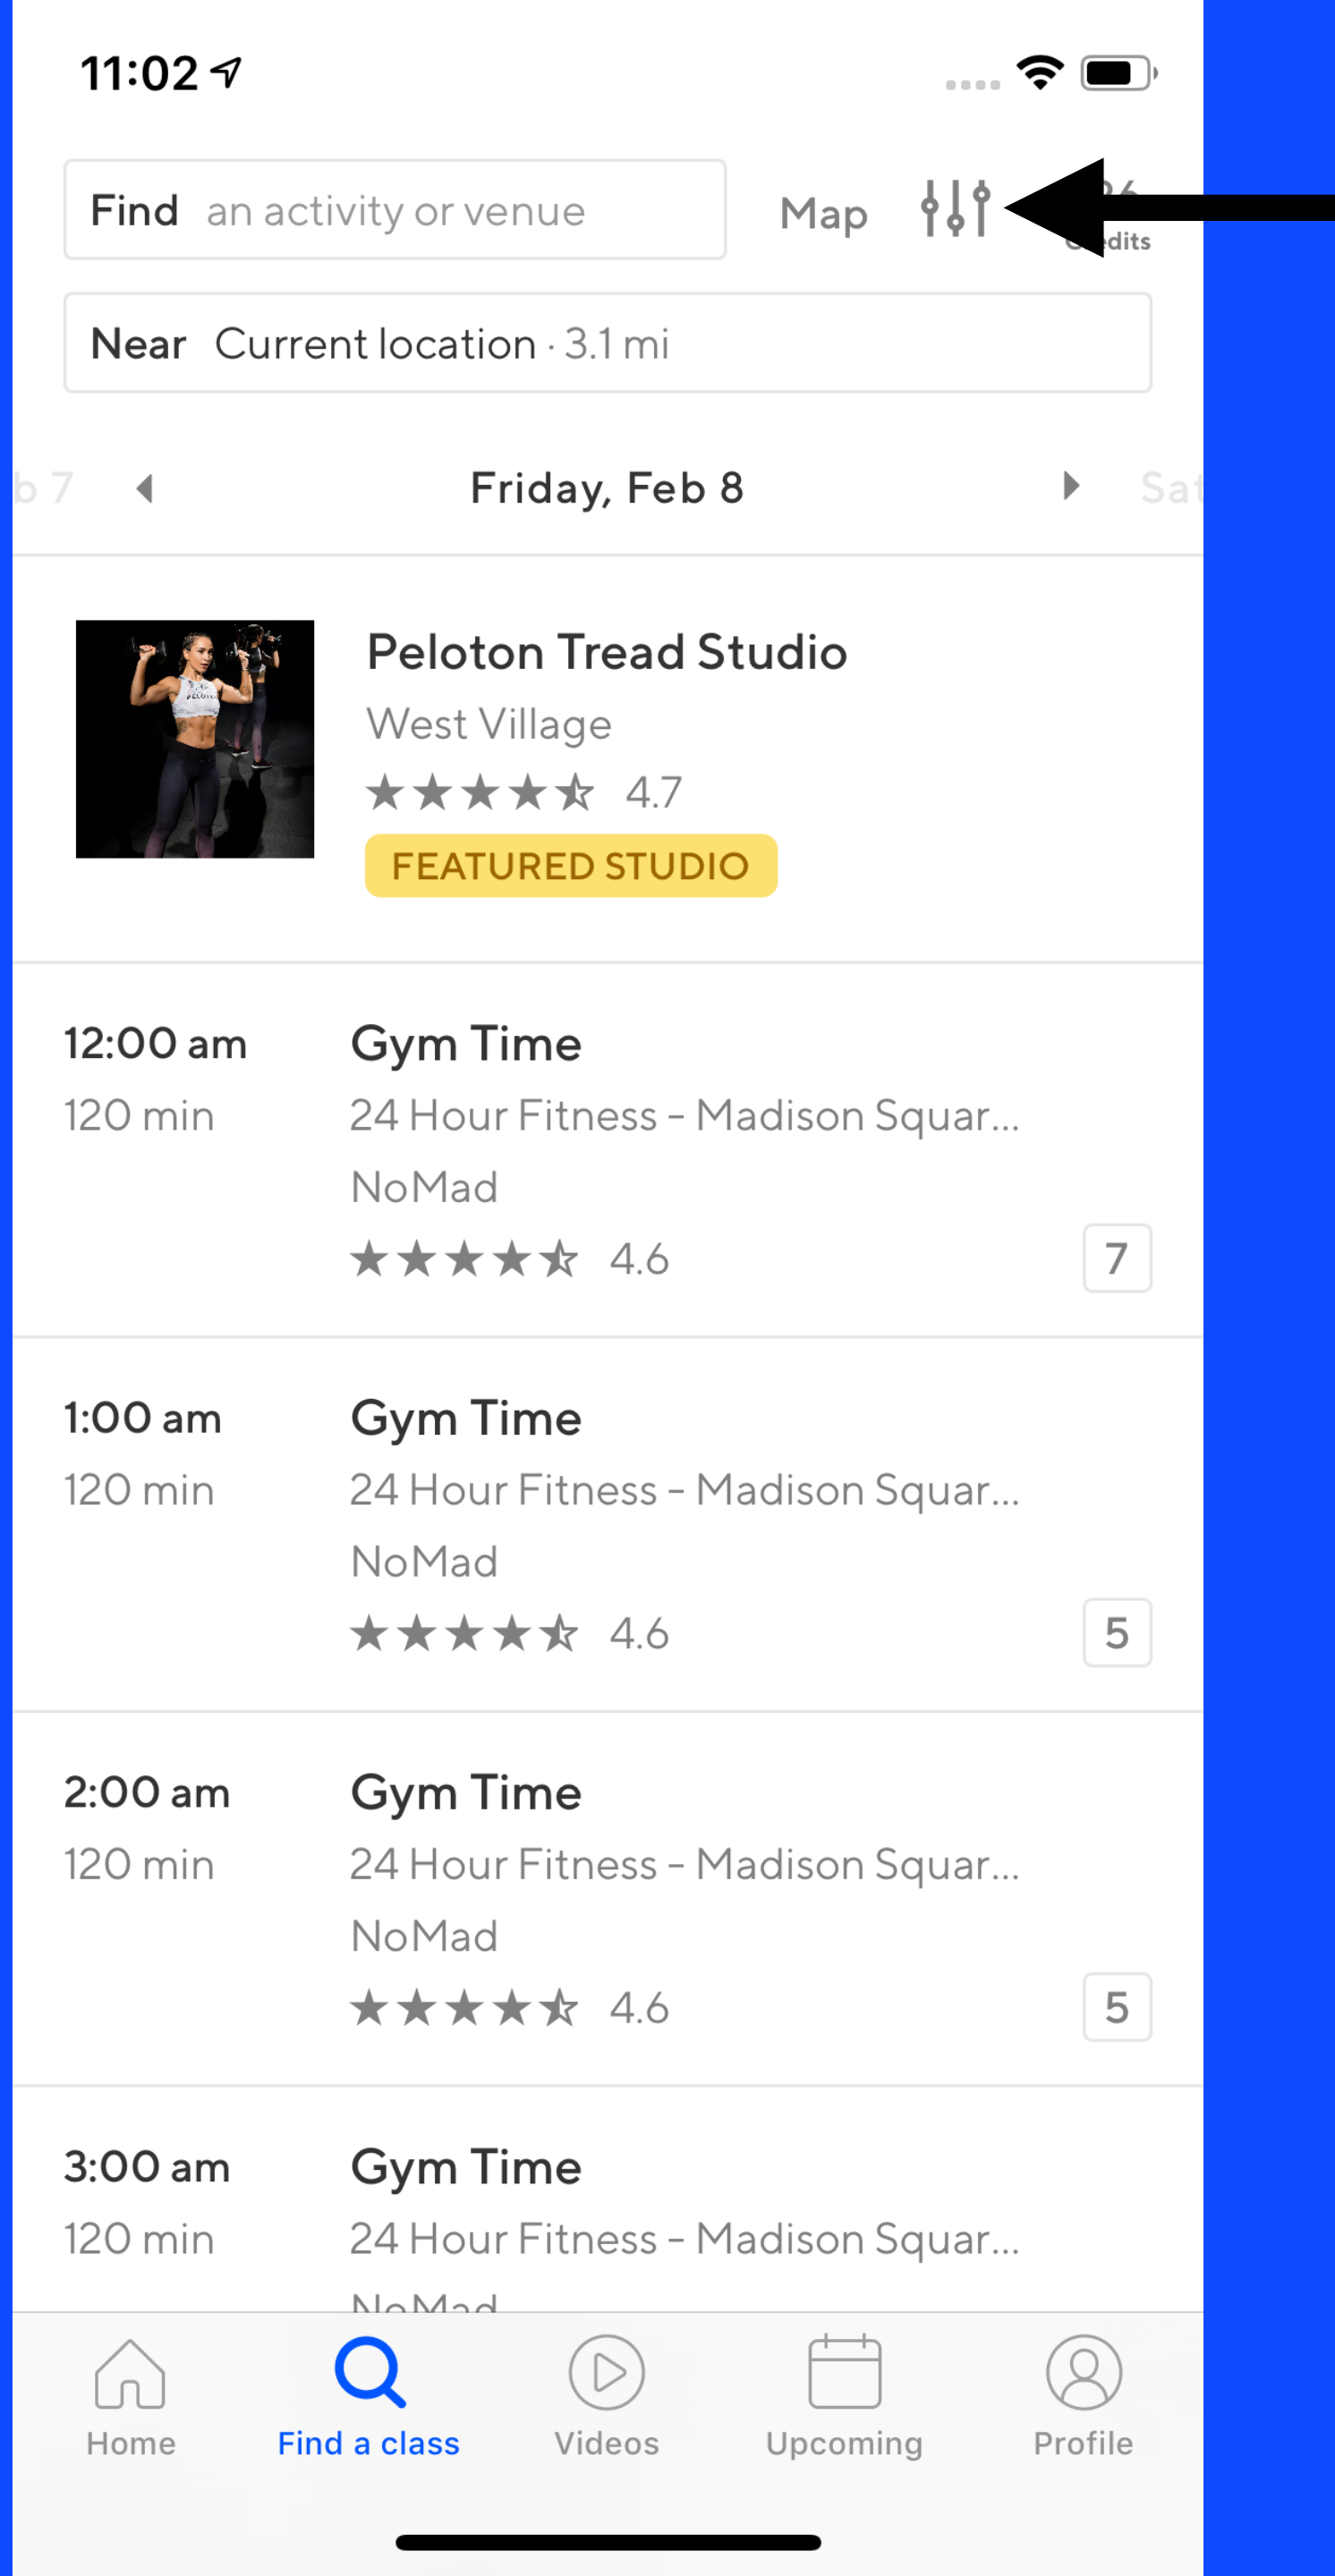 11:02
Find an activity or venue Map
Near Current location · 3.1 mi
7 Friday, Feb 8 Sat
Peloton Tread Studio
West Village
4.7
FEATURED STUDIO
12:00 am Gym Time
120 min 24 Hour Fitness - Madison Squar...
NoMad
4.6 7
1:00 am Gym Time
120 min 24 Hour Fitness - Madison Squar...
NoMad
4.6 5
2:00 am Gym Time
120 min 24 Hour Fitness - Madison Squar...
NoMad
4.6 5
3:00 am Gym Time
120 min 24 Hour Fitness - Madison Squar...
NoMad
Home Find a class Videos Upcoming Profile